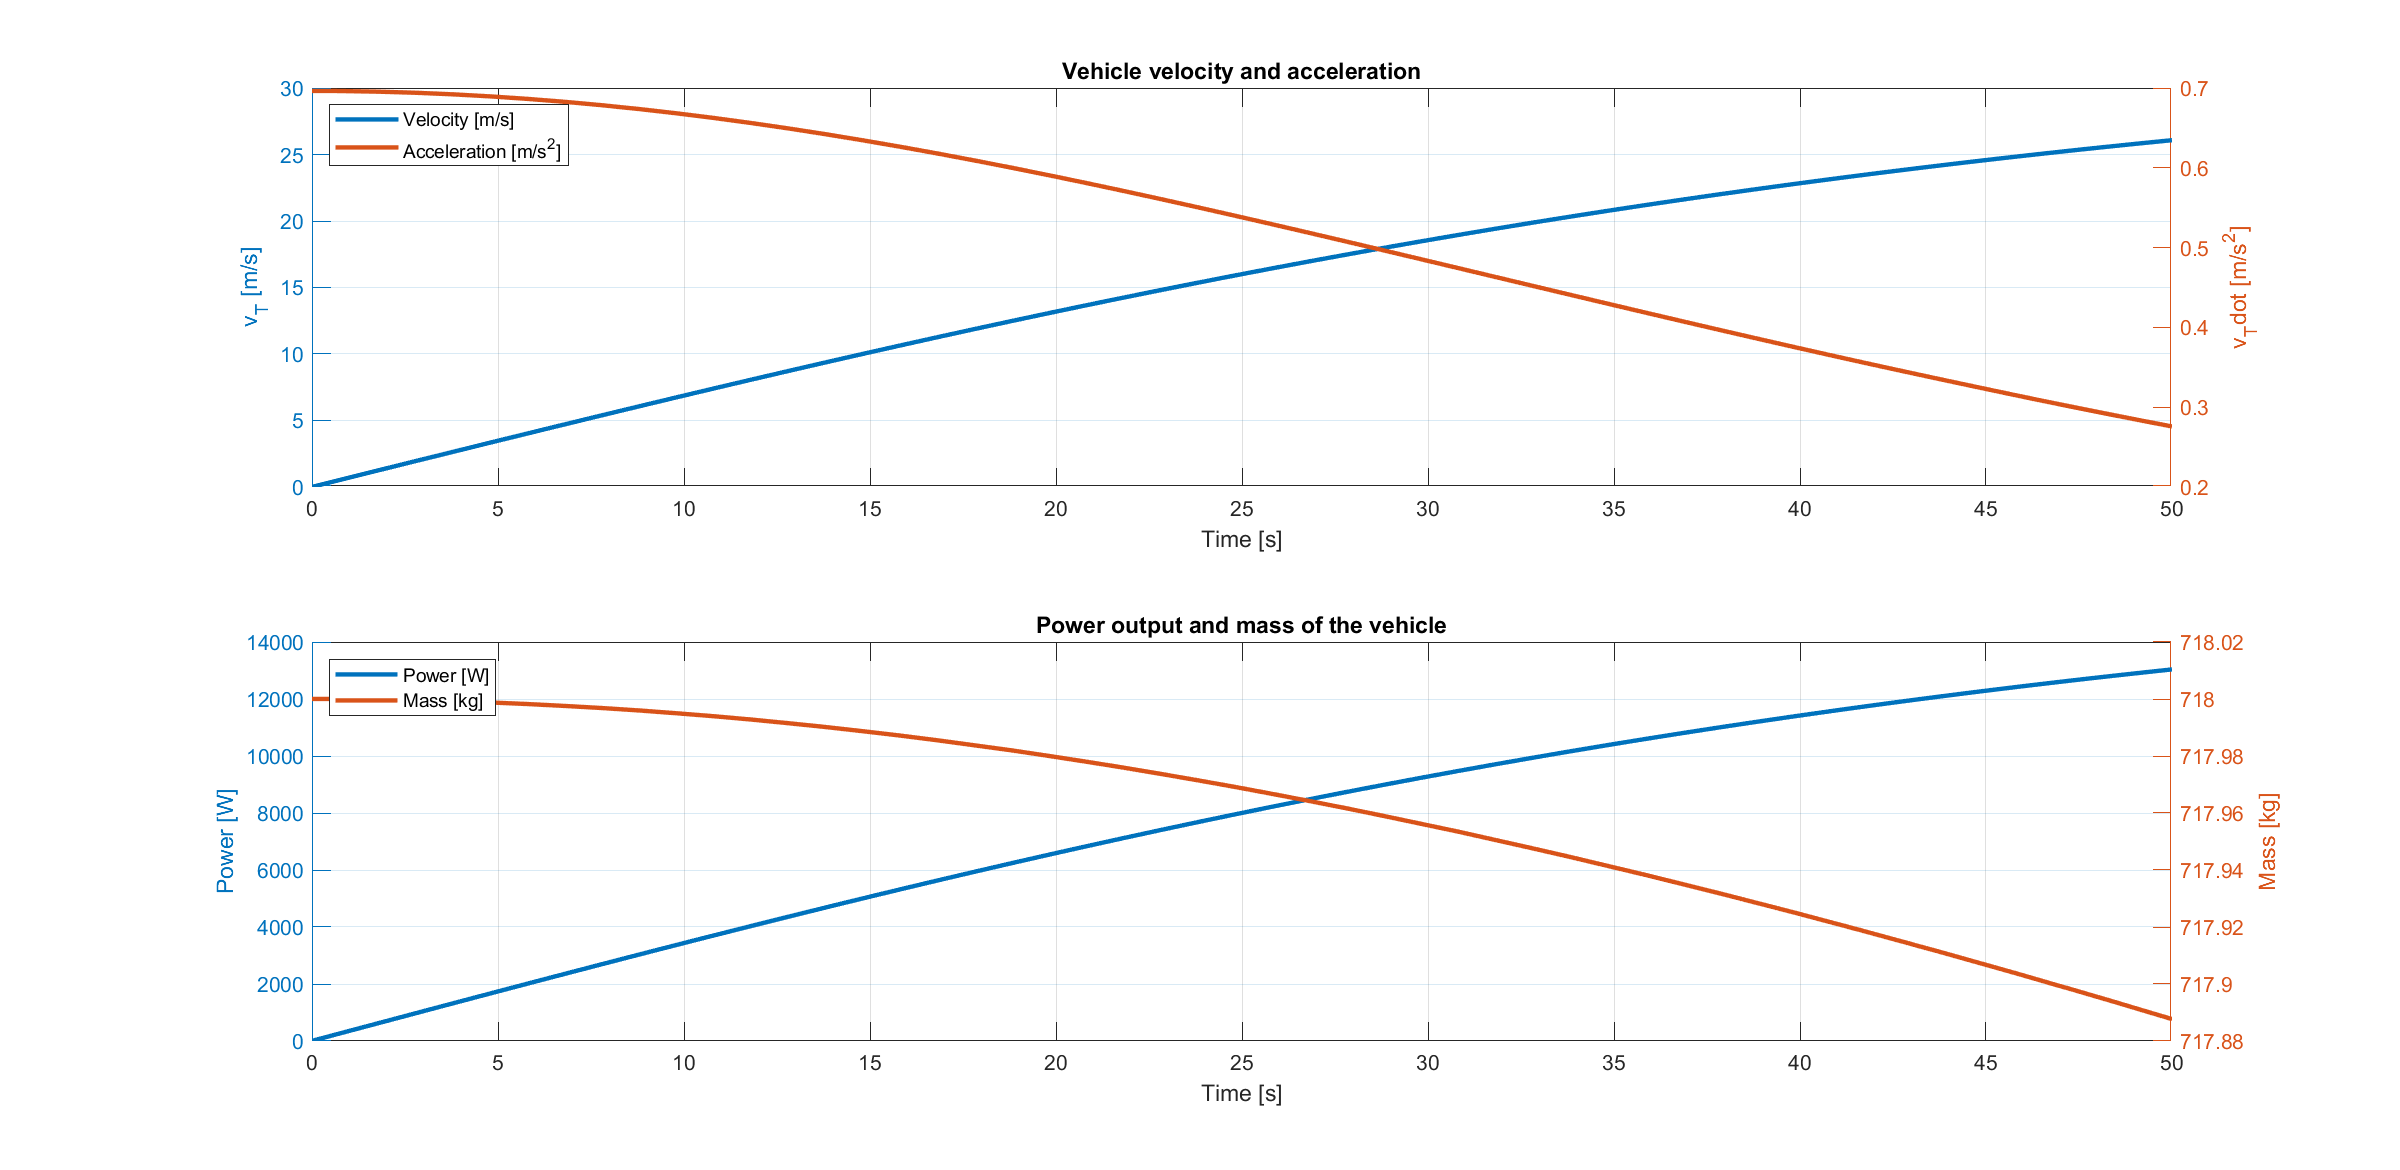 Vehicle velocity and acceleration
Velocity [m/s]
Acceleration [m/s²]
30
25
20
15
10
5
0
v_T [m/s]
0.7
0.6
0.5
0.4
0.3
0.2
v_Tdot [m/s²]
0 5 10 15 20 25 30 35 40 45 50
Time [s]
Power output and mass of the vehicle
Power [W]
Mass [kg]
14000
12000
10000
8000
6000
4000
2000
0
Power [W]
718.02
718
717.98
717.96
717.94
717.92
717.9
717.88
Mass [kg]
0 5 10 15 20 25 30 35 40 45 50
Time [s]